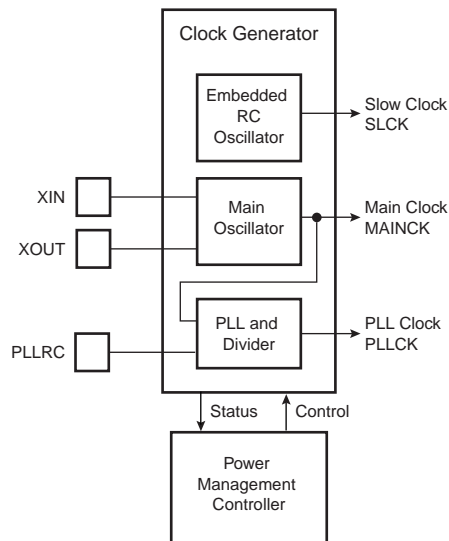 Clock Generator
Embedded
RC
Oscillator
Slow Clock
SLCK
XIN
Main
Oscillator
Main Clock
MAINCK
XOUT
PLL and
Divider
PLL Clock
PLLCK
PLLRC
Status
Control
Power
Management
Controller